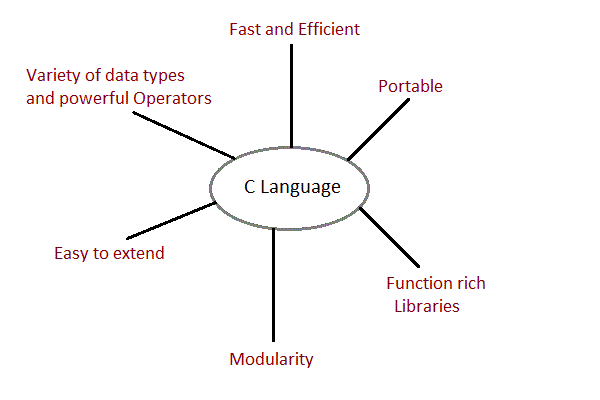 Fast and Efficient
Variety of data types
and powerful Operators
Portable
C Language
Easy to extend
Function rich
Libraries
Modularity